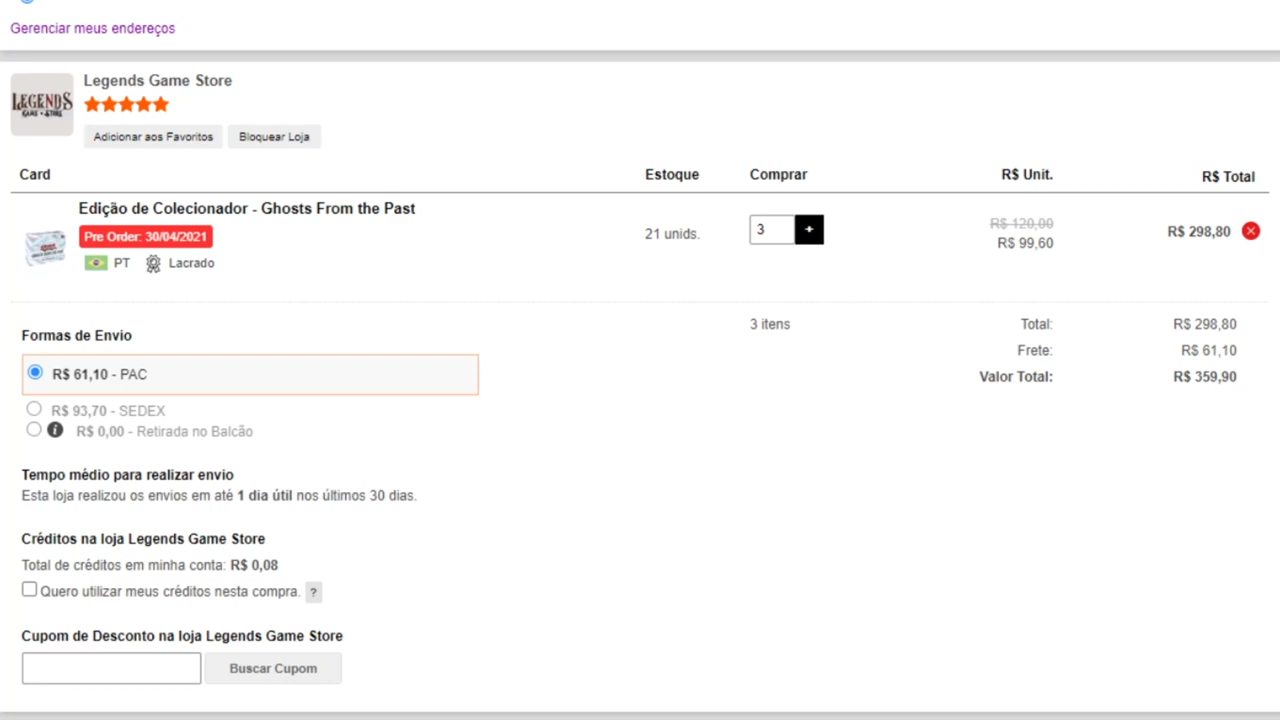 Gerenciar meus endereços
LEGENDS
GAME STORE
Legends Game Store
Adicionar aos Favoritos Bloquear Loja
Card Estoque Comprar R$ Unit. R$ Total
Edição de Colecionador - Ghosts From the Past
Pre Order: 30/04/2021
PT Lacrado
21 unids.
3 +
R$ 120,00
R$ 99,60
R$ 298,80
3 itens
Total: R$ 298,80
Frete: R$ 61,10
Valor Total: R$ 359,90
Formas de Envio
R$ 61,10 - PAC
R$ 93,70 - SEDEX
i R$ 0,00 - Retirada no Balcão
Tempo médio para realizar envio
Esta loja realizou os envios em até 1 dia útil nos últimos 30 dias.
Créditos na loja Legends Game Store
Total de créditos em minha conta: R$ 0,08
Quero utilizar meus créditos nesta compra. ?
Cupom de Desconto na loja Legends Game Store
Buscar Cupom